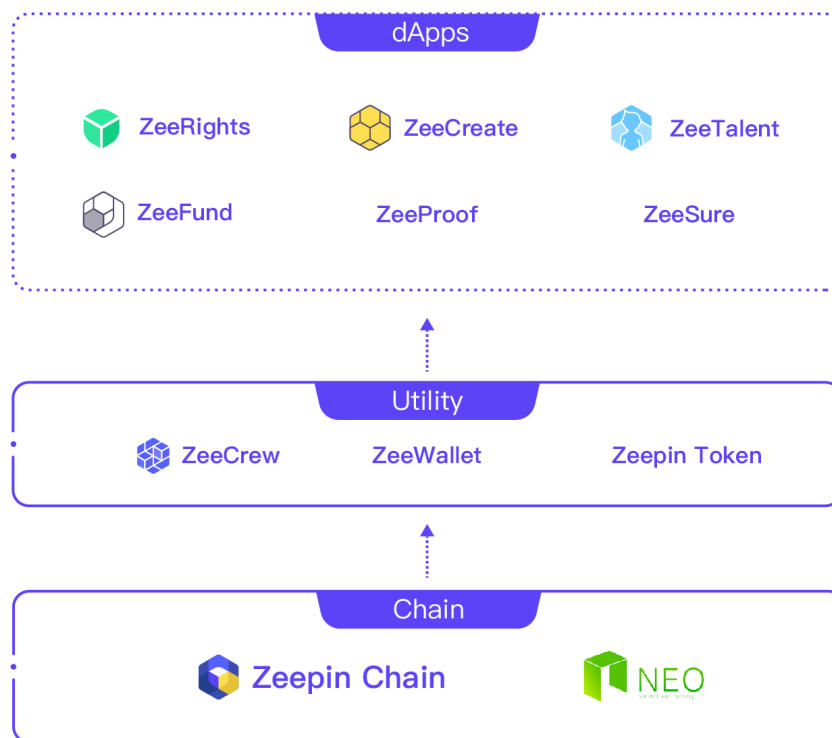 dApps
ZeeRights ZeeCreate ZeeTalent
ZeeFund ZeeProof ZeeSure
Utility
ZeeCrew ZeeWallet Zeepin Token
Chain
Zeepin Chain NEO